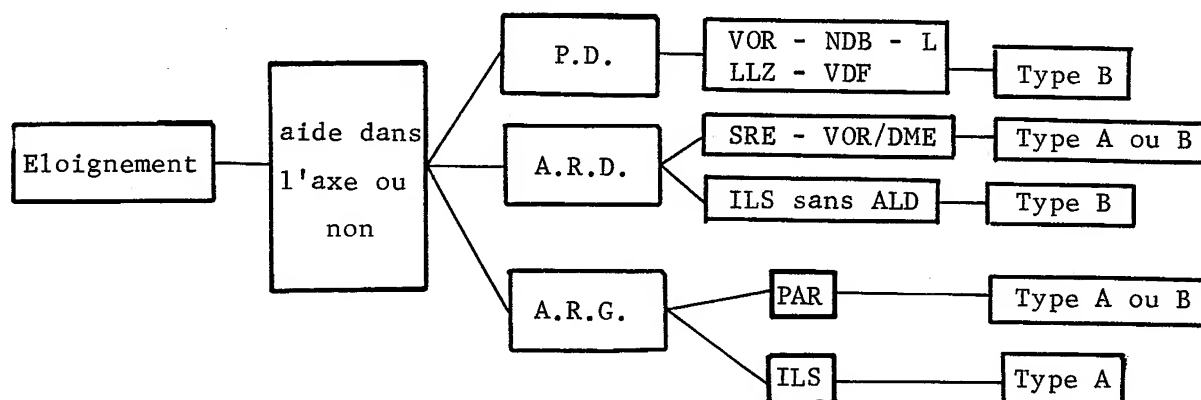 Eloignement
aide dans
l'axe ou
non
P.D.
VOR - NDB - L
LLZ - VDF
Type B
A.R.D.
SRE - VOR/DME
Type A ou B
ILS sans ALD
Type B
A.R.G.
PAR
Type A ou B
ILS
Type A